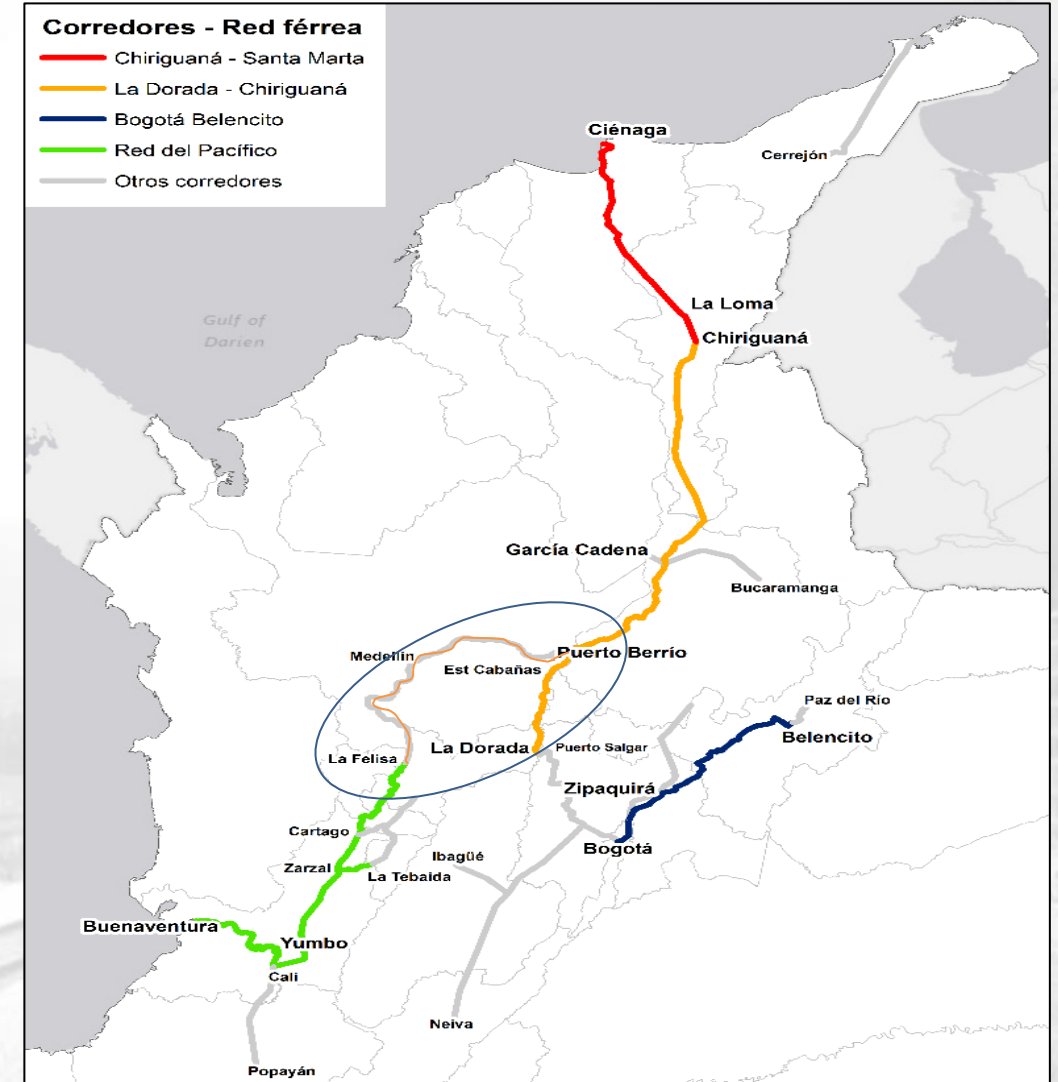 Corredores - Red férrea
Chiriguaná - Santa Marta
La Dorada - Chiriguaná
Bogotá Belencito
Red del Pacífico
Otros corredores
Ciénaga
Cerrejón
La Loma
Gulf of
Darien
Chiriguaná
García Cadena
Bucaramanga
Medellín
Puerto Berrío
Est Cabañas
Paz del Río
Belencito
La Dorada
Puerto Salgar
La Felisa
Zipaquirá
Cartago
Bogotá
Ibagüé
Zarzal
La Tebaida
Buenaventura
Yumbo
Cali
Neiva
Popayán